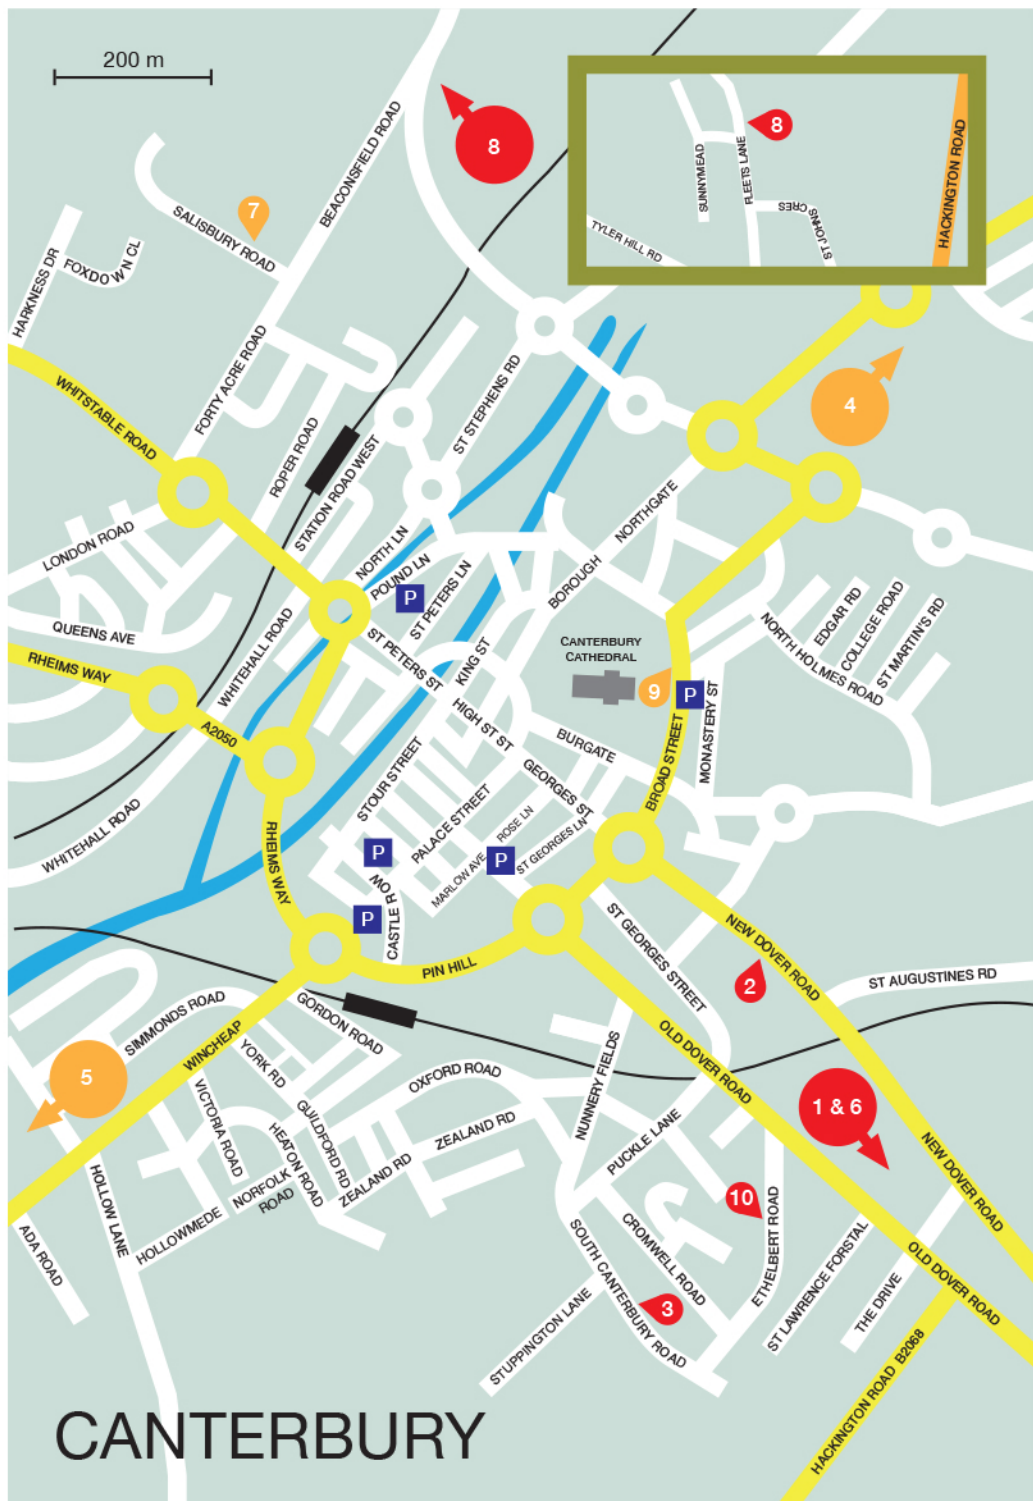 200 m
8
8
SUNNYMEAD
FLEETS LANE
ST JOHNS
CRES
TYLER HILL RD
HACKINGTON ROAD
BEACONSFIELD ROAD
7
SALISBURY ROAD
HARKNESS DR
FOXDOWN CL
FORTY ACRE ROAD
WHITSTABLE ROAD
ROPER ROAD
STATION ROAD WEST
ST STEPHENS RD
4
LONDON ROAD
NORTH LN
POUND LN
P
ST PETERS LN
NORTHGATE
BOROUGH
QUEENS AVE
WHITEHALL ROAD
ST PETERS ST
KING ST
CANTERBURY
CATHEDRAL
9
P
MONASTERY ST
EDGAR RD
COLLEGE ROAD
ST MARTIN'S RD
NORTH HOLMES ROAD
RHEIMS WAY
A2050
HIGH ST ST
GEORGES ST
BURGATE
BROAD STREET
STOUR STREET
PALACE STREET
ROSE LN
MARLOW AVE
ST GEORGES LN
P
P
P
WHITEHALL ROAD
RHEIMS WAY
CASTLE ROW
PIN HILL
ST GEORGES STREET
NEW DOVER ROAD
2
ST AUGUSTINES RD
SIMMONDS ROAD
GORDON ROAD
WINCHEAP
5
YORK RD
OXFORD ROAD
NUNNERY FIELDS
OLD DOVER ROAD
1 & 6
VICTORIA ROAD
GUILDFORD RD
HEATON ROAD
ZEALAND RD
ZEALAND RD
PUCKLE LANE
NEW DOVER ROAD
HOLLOW LANE
HOLLOWMEDE
NORFOLK
ROAD
10
ETHELBERT ROAD
ADA ROAD
CROMWELL ROAD
SOUTH CANTERBURY ROAD
3
STUPPINGTON LANE
ST LAWRENCE FORSTAL
THE DRIVE
OLD DOVER ROAD
HACKINGTON ROAD B2068
CANTERBURY